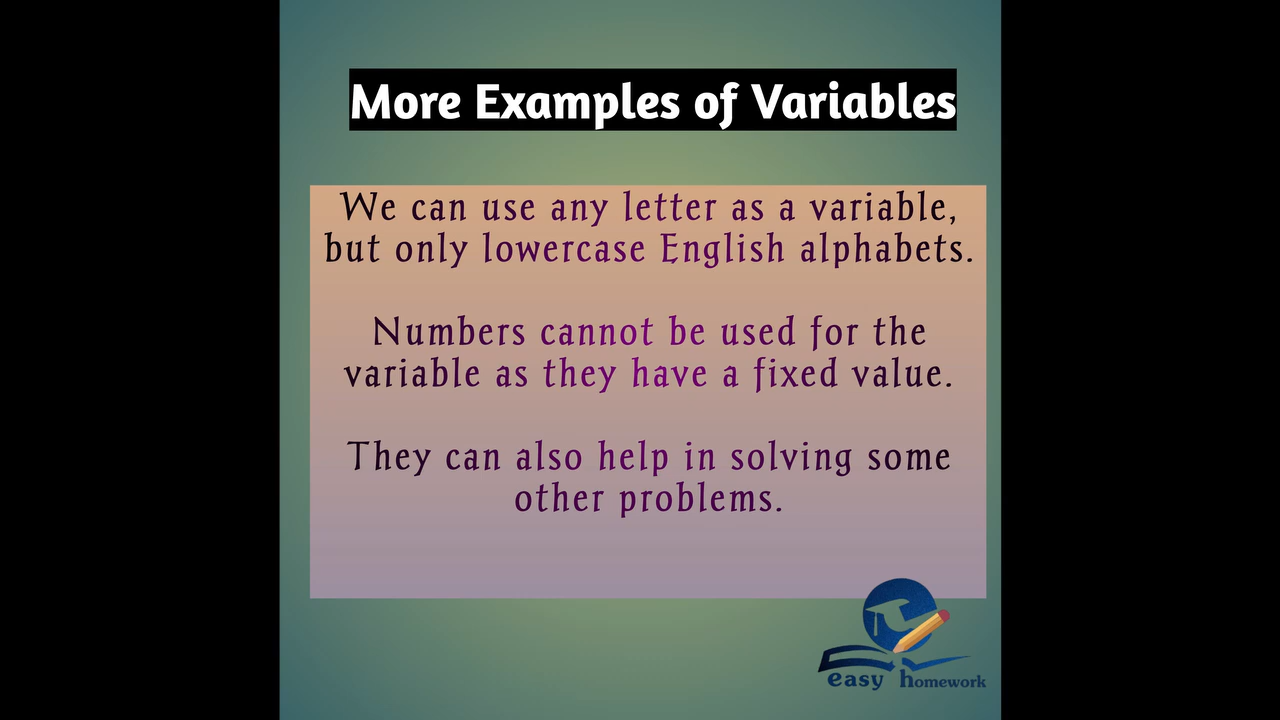 More Examples of Variables
We can use any letter as a variable,
but only lowercase English alphabets.
Numbers cannot be used for the
variable as they have a fixed value.
They can also help in solving some
other problems.
easy homework